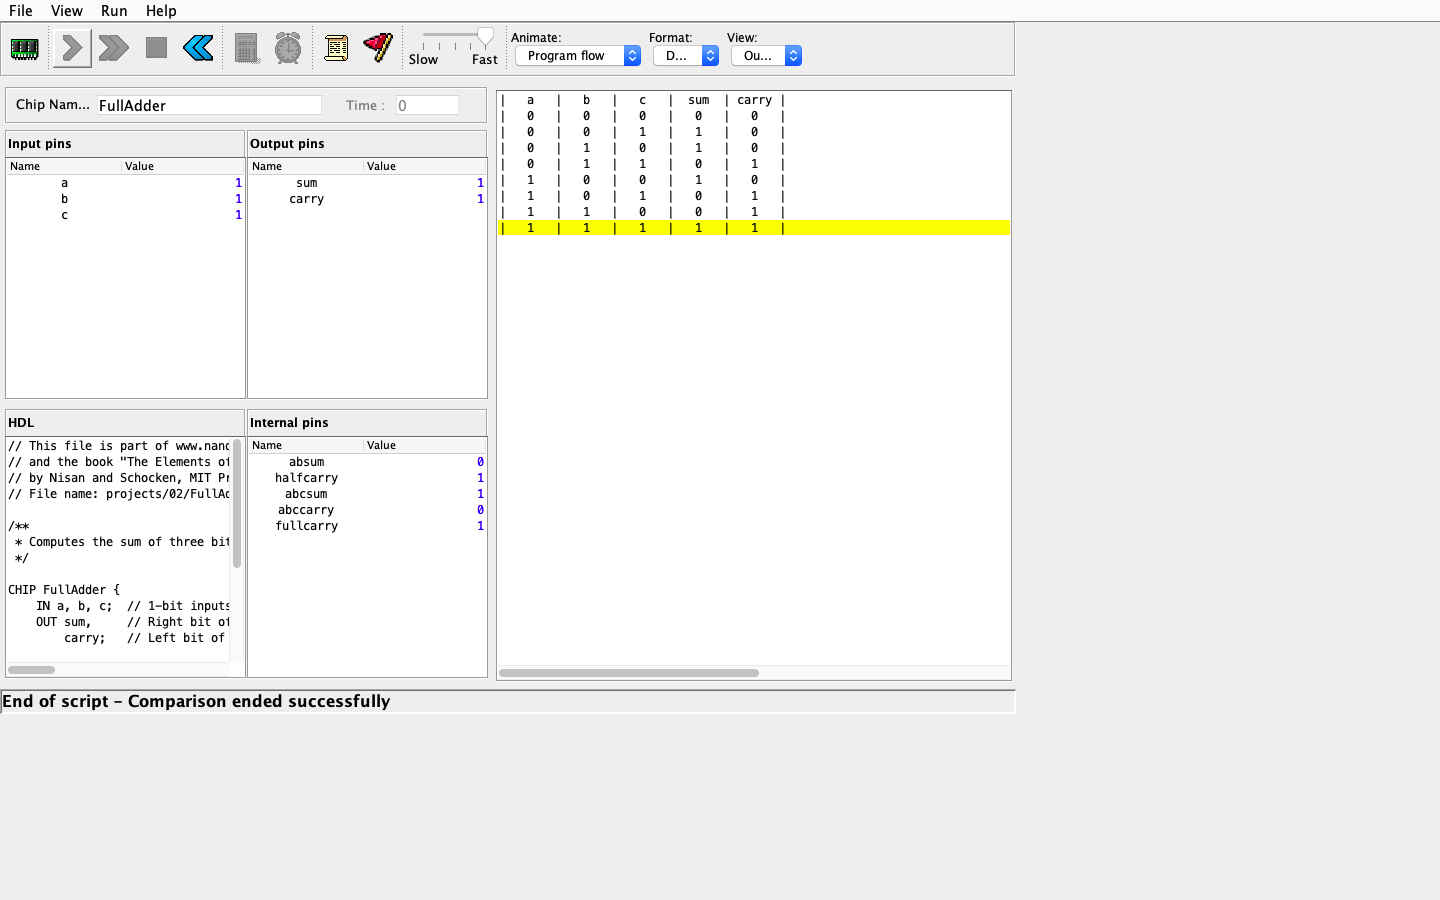 File View Run Help
Slow Fast
Animate: Format: View:
Program flow D... Ou...
Chip Nam... FullAdder Time : 0
Input pins
Name Value
a 1
b 1
c 1
Output pins
Name Value
sum 1
carry 1
HDL
// This file is part of www.nand
// and the book "The Elements of
// by Nisan and Schocken, MIT Pr
// File name: projects/02/FullAd
/**
* Computes the sum of three bit
*/
CHIP FullAdder {
IN a, b, c; // 1-bit inputs
OUT sum, // Right bit of
carry; // Left bit of
Internal pins
Name Value
absum 0
halfcarry 1
abcsum 1
abccarry 0
fullcarry 1
| a | b | c | sum | carry |
| 0 | 0 | 0 | 0 | 0 |
| 0 | 0 | 1 | 1 | 0 |
| 0 | 1 | 0 | 1 | 0 |
| 0 | 1 | 1 | 0 | 1 |
| 1 | 0 | 0 | 1 | 0 |
| 1 | 0 | 1 | 0 | 1 |
| 1 | 1 | 0 | 0 | 1 |
| 1 | 1 | 1 | 1 | 1 |
End of script - Comparison ended successfully